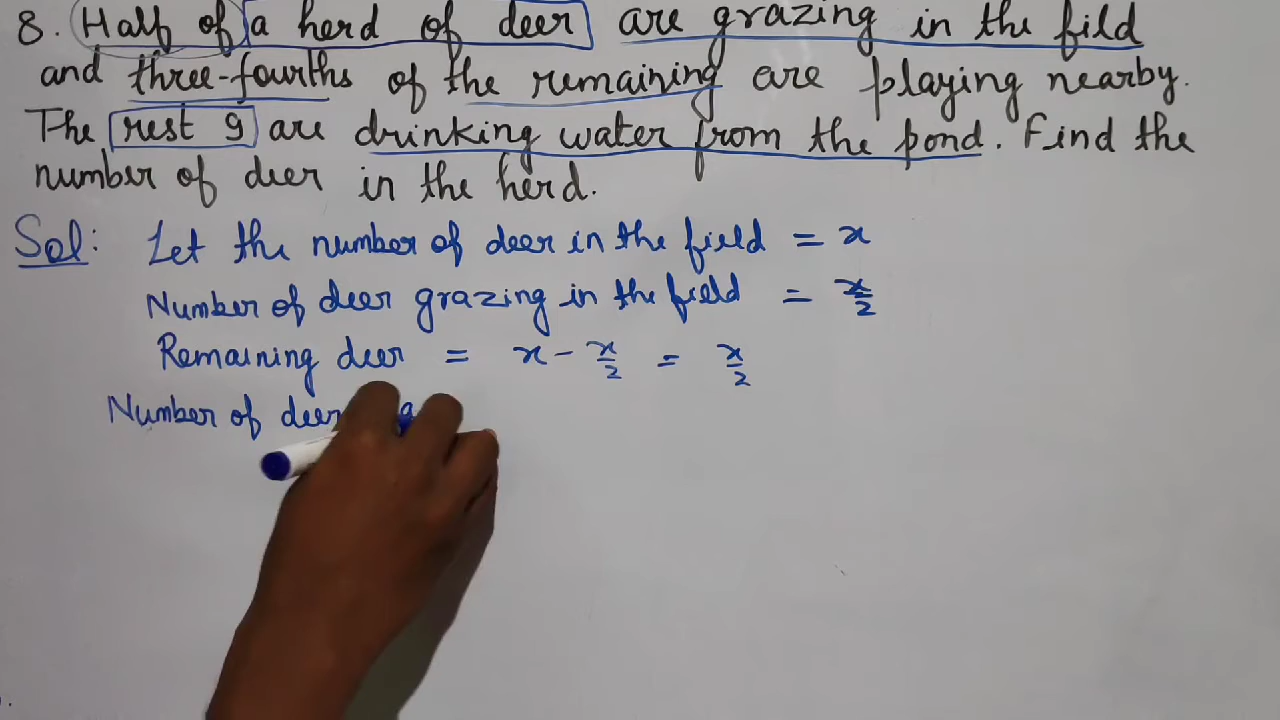 8. Half of a herd of deer are grazing in the fild
and three-fourths of the remaining are playing nearby.
The rest 9 are drinking water from the pond. Find the
number of deer in the herd.
Sol: Let the number of deer in the field = x
Number of deer grazing in the field = x/2
Remaining deer = x - x/2 = x/2
Number of deer